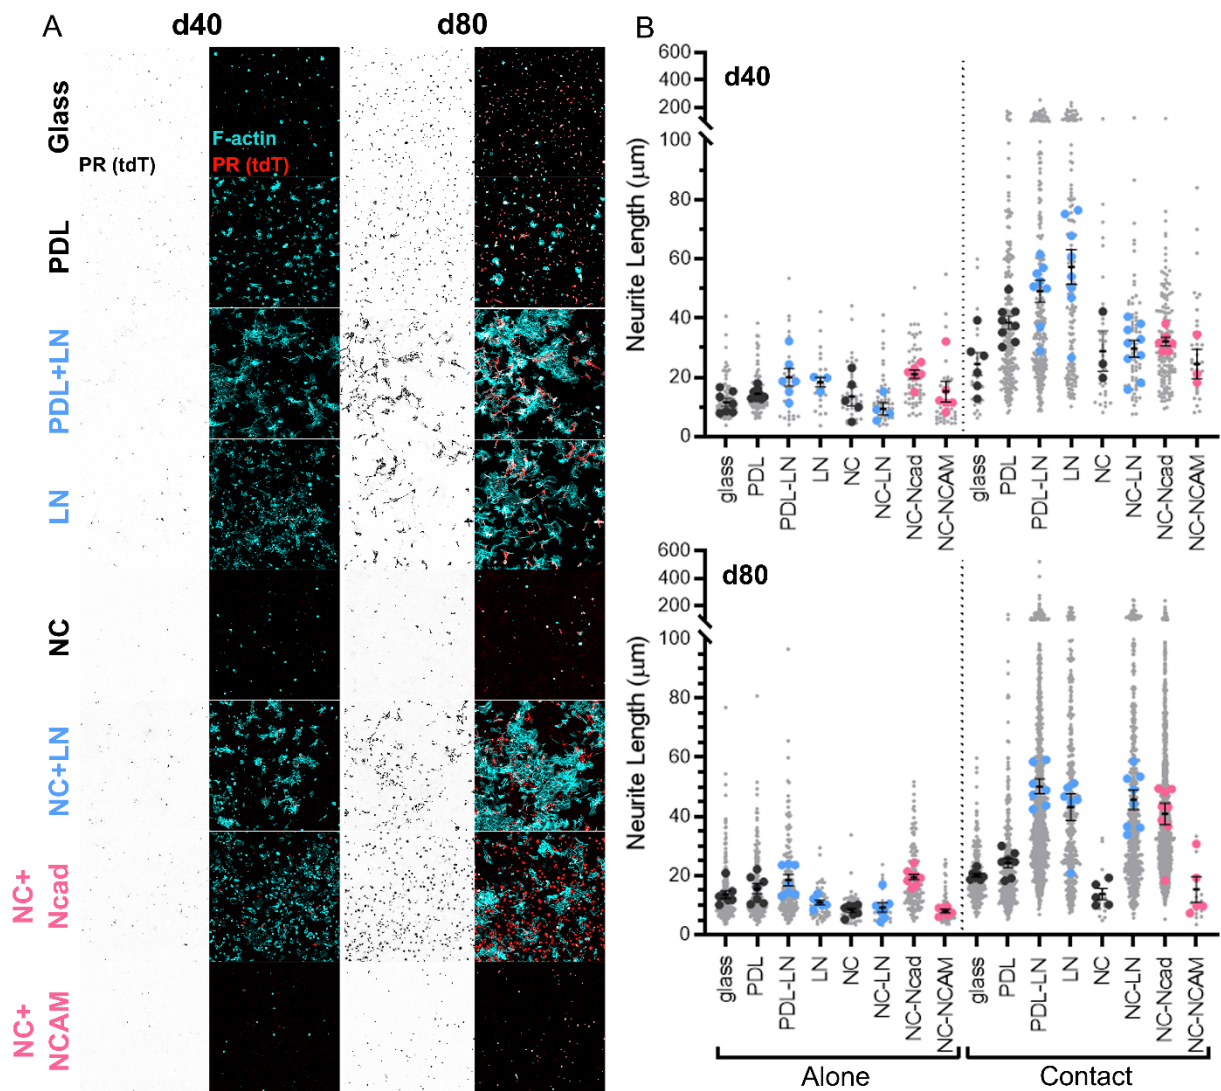 A
d40
d80
Glass
PR (tdT)
F-actin
PR (tdT)
PDL
PDL+LN
LN
NC
NC+LN
NC+
Ncad
NC+
NCAM
B
d40
Neurite Length (μm)
600
400
200
100
80
60
40
20
0
glass
PDL
PDL-LN
LN
NC
NC-LN
NC-Ncad
NC-NCAM
glass
PDL
PDL-LN
LN
NC
NC-LN
NC-Ncad
NC-NCAM
d80
Neurite Length (μm)
600
400
200
100
80
60
40
20
0
glass
PDL
PDL-LN
LN
NC
NC-LN
NC-Ncad
NC-NCAM
glass
PDL
PDL-LN
LN
NC
NC-LN
NC-Ncad
NC-NCAM
Alone
Contact